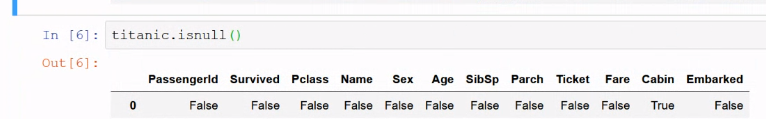 In [6]: titanic.isnull()
Out[6]:
PassengerId Survived Pclass Name Sex Age SibSp Parch Ticket Fare Cabin Embarked
0 False False False False False False False False False False True False